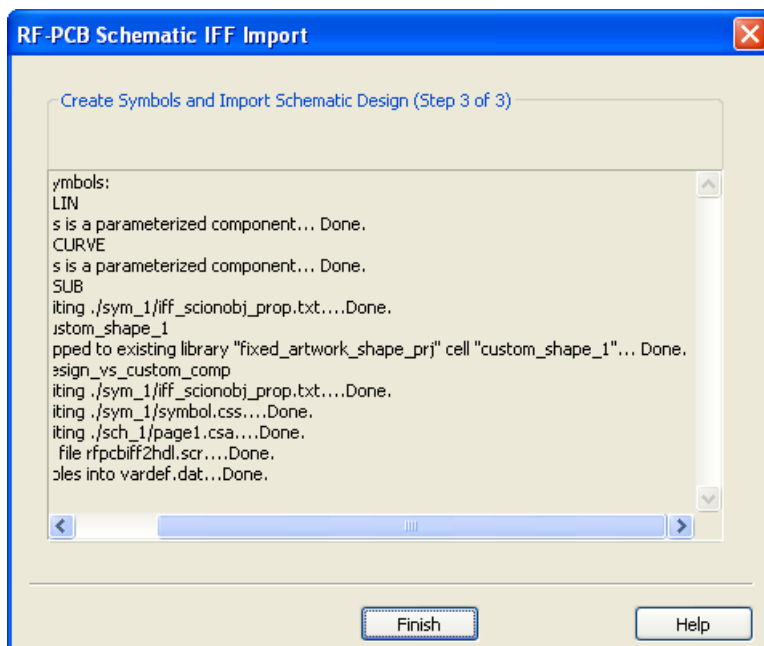 RF-PCB Schematic IFF Import
Create Symbols and Import Schematic Design (Step 3 of 3)
ymbols:
LIN
s is a parameterized component... Done.
CURVE
s is a parameterized component... Done.
SUB
iting ./sym_1/iff_scionobj_prop.txt....Done.
ustom_shape_1
pped to existing library "fixed_artwork_shape_prj" cell "custom_shape_1"... Done.
esign_vs_custom_comp
iting ./sym_1/iff_scionobj_prop.txt....Done.
iting ./sym_1/symbol.css....Done.
iting ./sch_1/page1.csa....Done.
file rfpcbiff2hdl.scr....Done.
bles into vardef.dat...Done.
Finish
Help